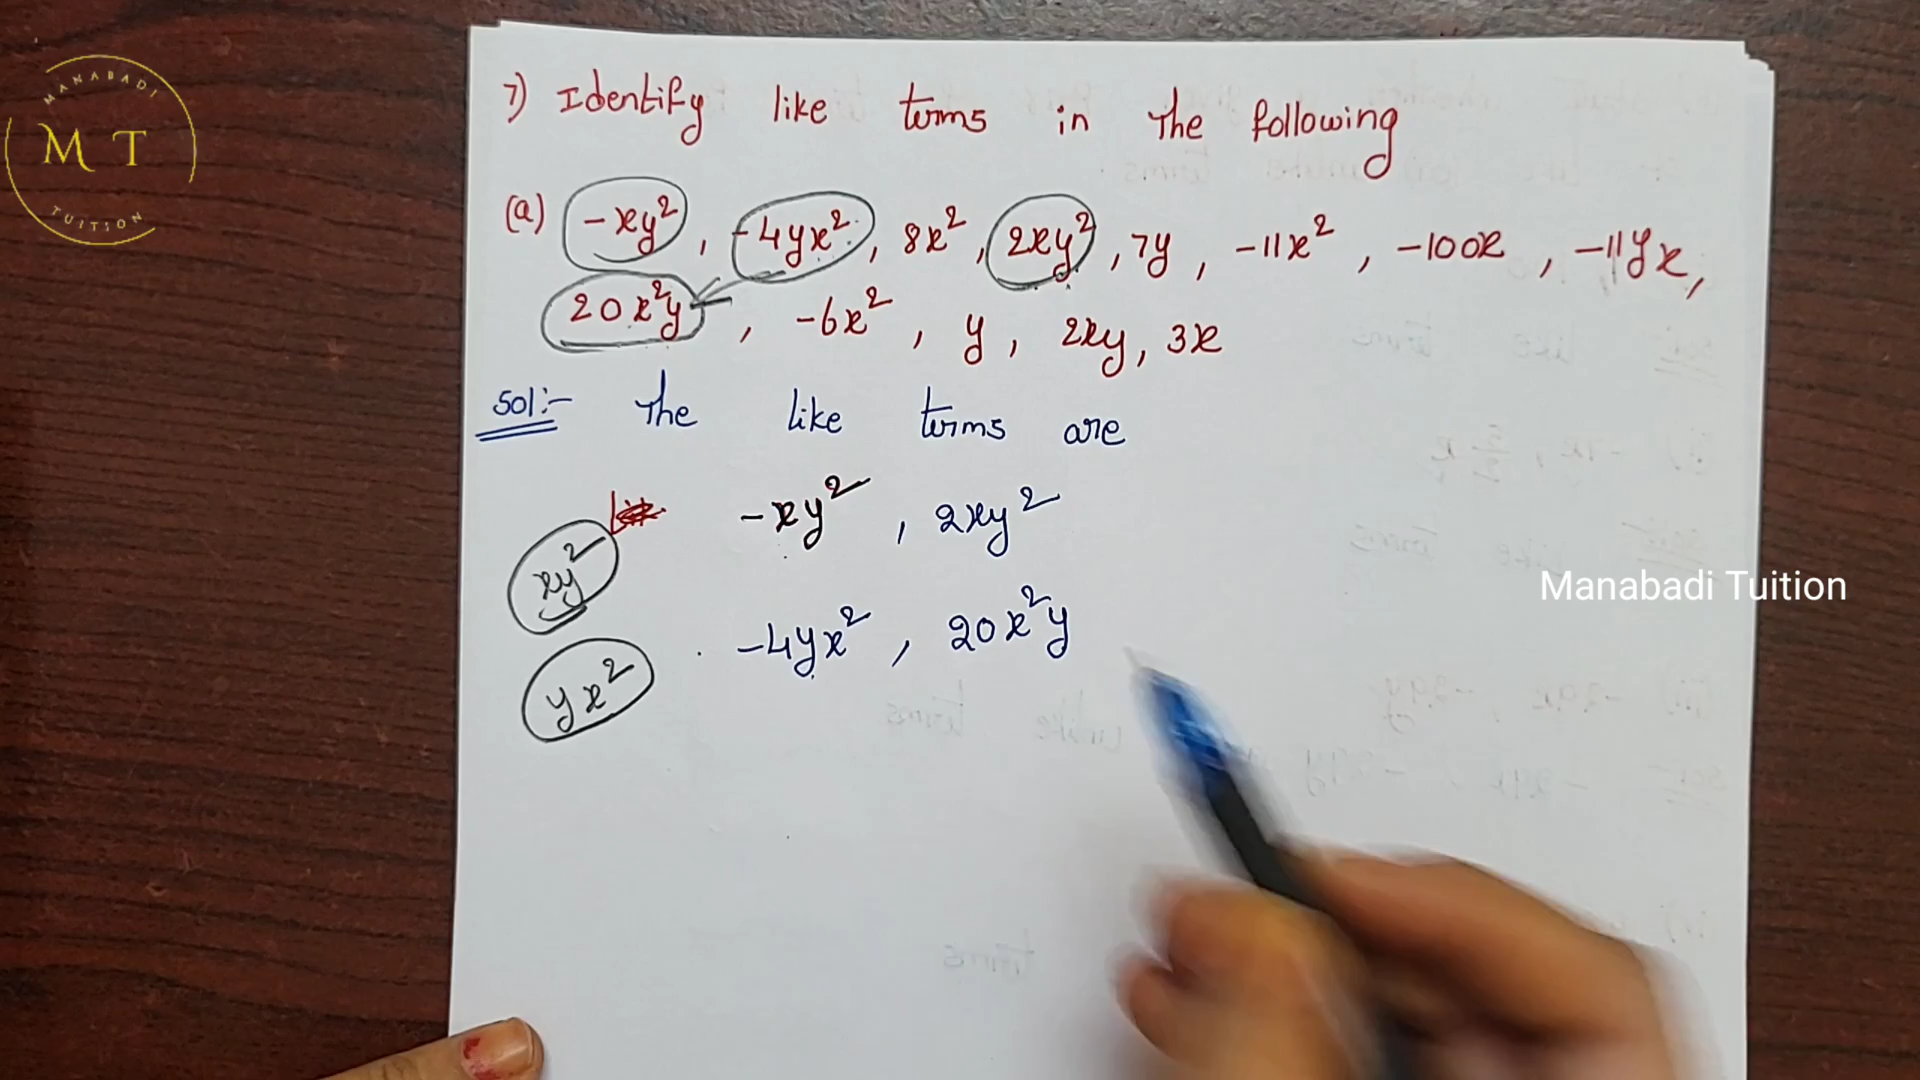 MANABADI
M T
TUITION
7) Identify like terms in the following
(a) -xy², -4yx², 8x², 2xy², 7y, -11x², -100x, -11yx,
20x²y, -6x², y, 2xy, 3x
Sol:- The like terms are
xy² -xy², 2xy²
Manabadi Tuition
yx² -4yx², 20x²y